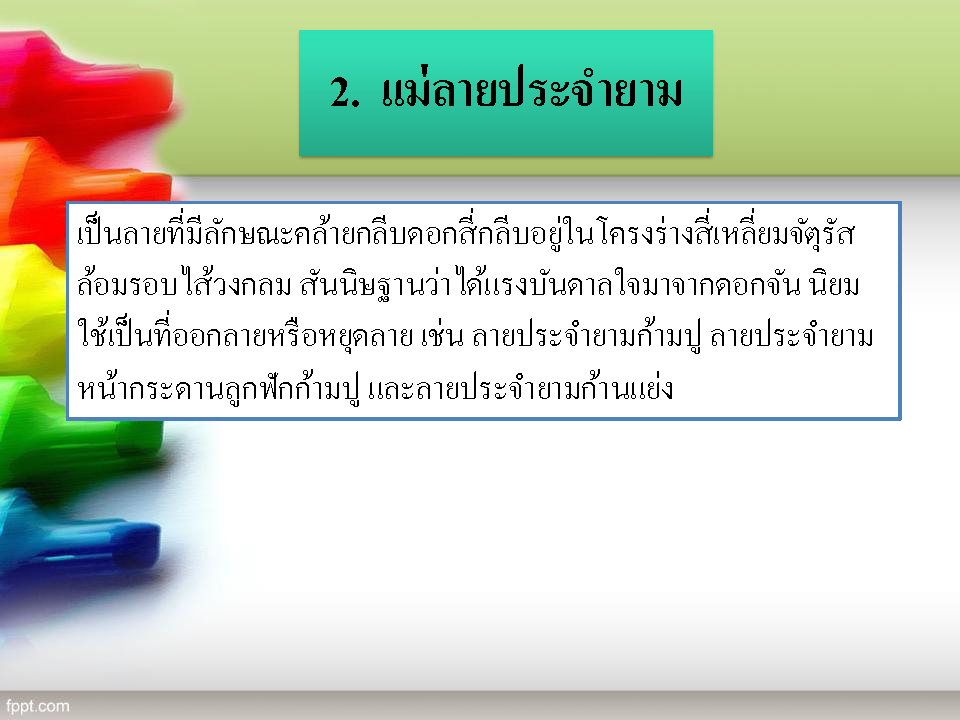 2. แม่ลายประจำยาม
เป็นลายที่มีลักษณะคล้ายกลีบดอกสี่กลีบอยู่ในโครงร่างสี่เหลี่ยมจัตุรัส
ล้อมรอบไส้วงกลม สันนิษฐานว่าได้แรงบันดาลใจมาจากดอกจัน นิยม
ใช้เป็นที่ออกลายหรือหยุดลาย เช่น ลายประจำยามก้ามปู ลายประจำยาม
หน้ากระดานลูกฟักก้ามปู และลายประจำยามก้านแย่ง
fppt.com